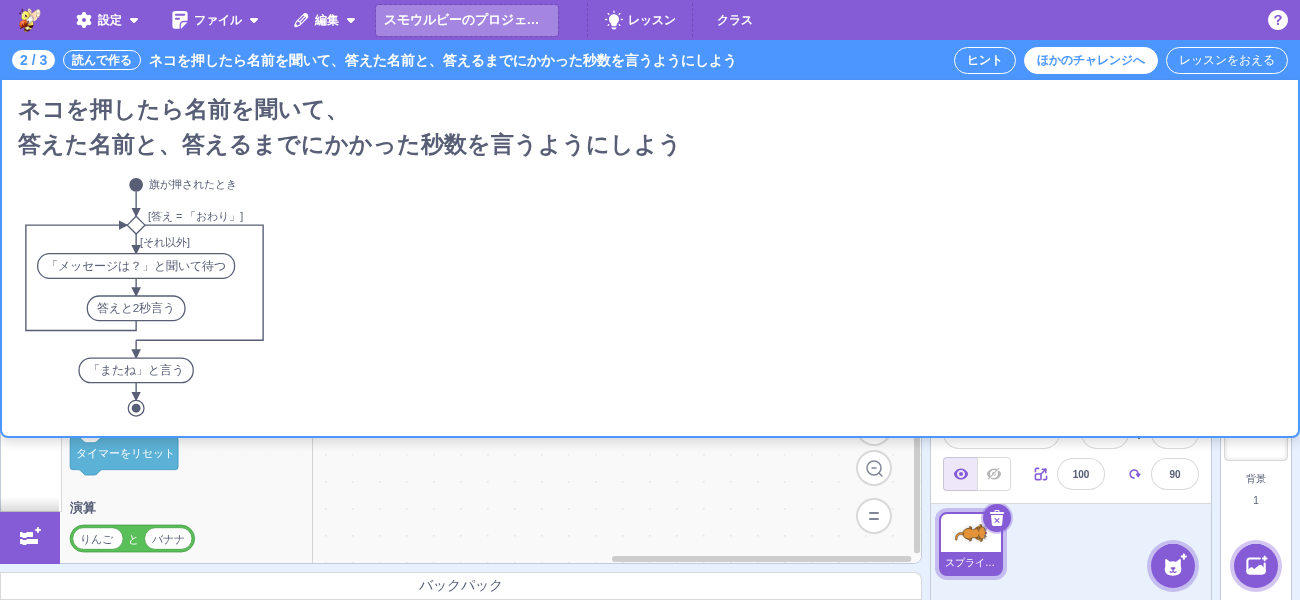 設定 ファイル 編集 スモウルビーのプロジェ… レッスン クラス ?
2 / 3 読んで作る ネコを押したら名前を聞いて、答えた名前と、答えるまでにかかった秒数を言うようにしよう ヒント ほかのチャレンジへ レッスンをおえる
ネコを押したら名前を聞いて、
答えた名前と、答えるまでにかかった秒数を言うようにしよう
旗が押されたとき
[答え = 「おわり」]
[それ以外]
「メッセージは？」と聞いて待つ
答えと2秒言う
「またね」と言う
タイマーをリセット
100 90
背景
1
演算
りんご と バナナ
スプライ…
バックパック